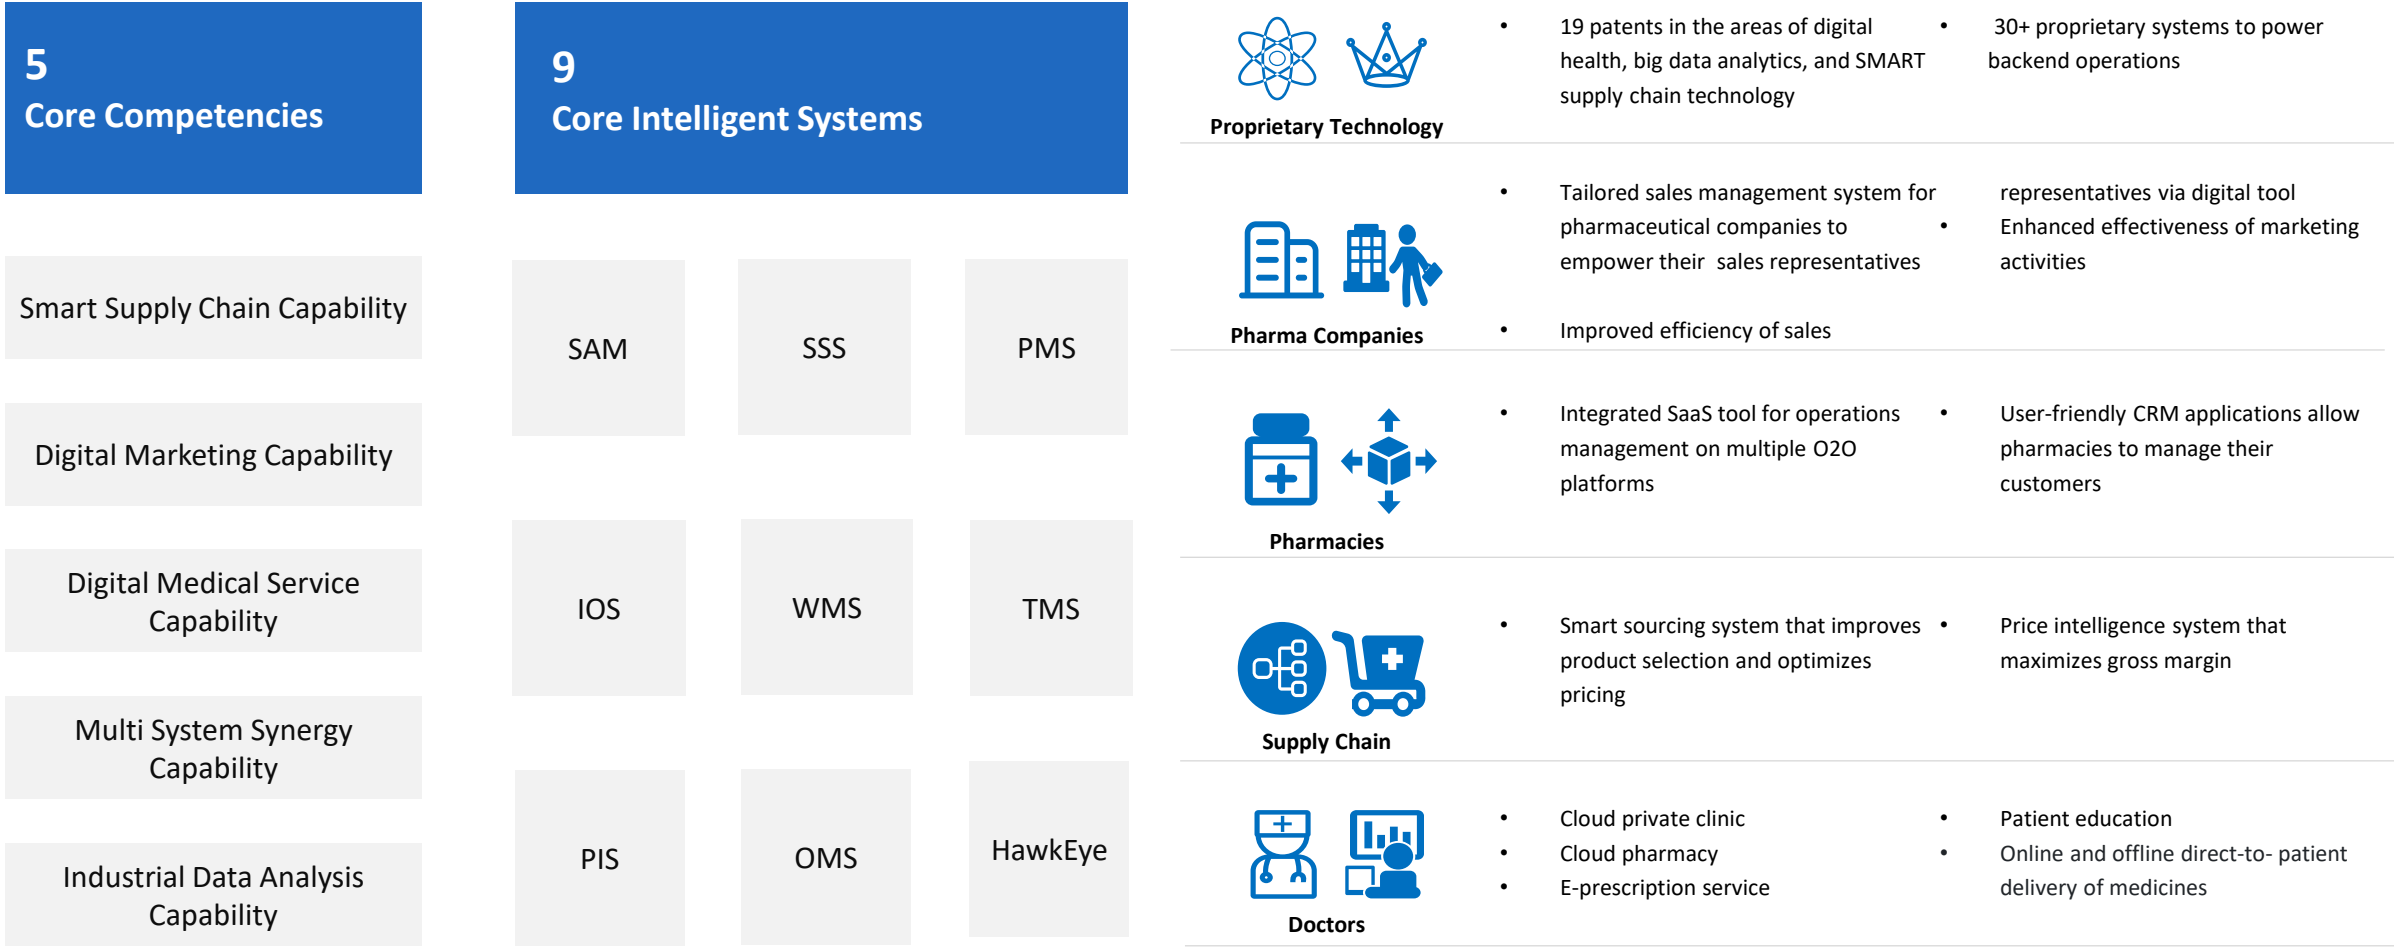 5
Core Competencies
Smart Supply Chain Capability
Digital Marketing Capability
Digital Medical Service
Capability
Multi System Synergy
Capability
Industrial Data Analysis
Capability
9
Core Intelligent Systems
SAM
SSS
PMS
IOS
WMS
TMS
PIS
OMS
HawkEye
Proprietary Technology
• 19 patents in the areas of digital
health, big data analytics, and SMART
supply chain technology
• 30+ proprietary systems to power
backend operations
Pharma Companies
• Tailored sales management system for
pharmaceutical companies to
empower their sales representatives
• Improved efficiency of sales
representatives via digital tool
• Enhanced effectiveness of marketing
activities
Pharmacies
• Integrated SaaS tool for operations
management on multiple O2O
platforms
• User-friendly CRM applications allow
pharmacies to manage their
customers
Supply Chain
• Smart sourcing system that improves
product selection and optimizes
pricing
• Price intelligence system that
maximizes gross margin
Doctors
• Cloud private clinic
• Cloud pharmacy
• E-prescription service
• Patient education
• Online and offline direct-to- patient
delivery of medicines